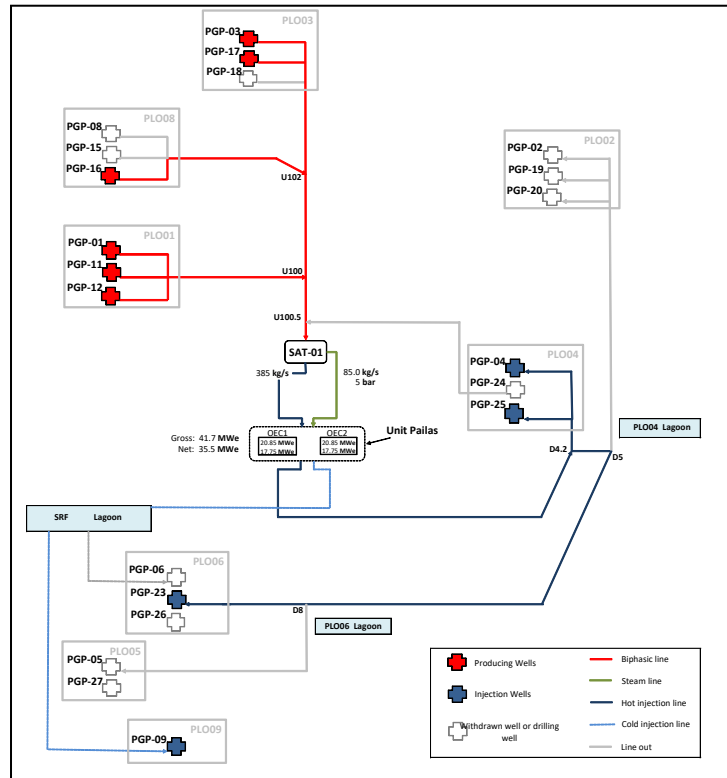 PLO03
PGP-03
PGP-17
PGP-18
PLO08
PGP-08
PGP-15
PGP-16
U102
PLO02
PGP-02
PGP-19
PGP-20
PLO01
PGP-01
PGP-11
PGP-12
U100
U100.5
SAT-01
385 kg/s
85.0 kg/s
5 bar
PLO04
PGP-04
PGP-24
PGP-25
Unit Pailas
OEC1
20.85 MWe
17.75 MWe
OEC2
20.85 MWe
17.75 MWe
Gross: 41.7 MWe
Net: 35.5 MWe
PLO04 Lagoon
D4.2
D5
SRF Lagoon
PLO06
PGP-06
PGP-23
PGP-26
D8
PLO06 Lagoon
PLO05
PGP-05
PGP-27
PLO09
PGP-09
Producing Wells
Injection Wells
Withdrawn well or drilling
well
Biphasic line
Steam line
Hot injection line
Cold injection line
Line out